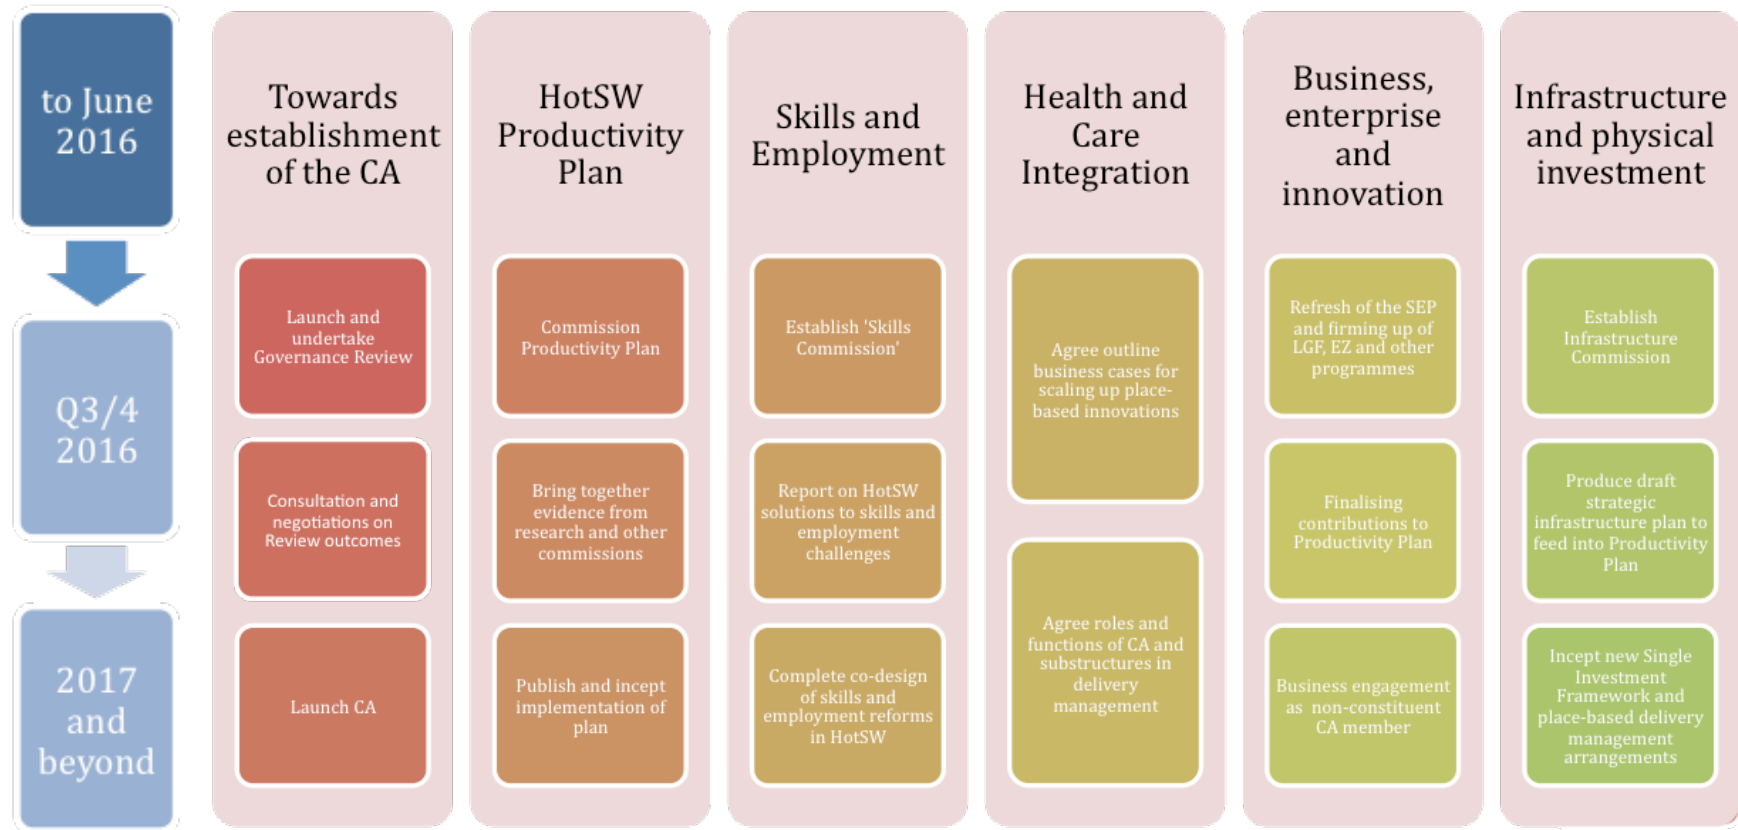 to June
2016
Q3/4
2016
2017
and
beyond
Towards
establishment
of the CA
Launch and
undertake
Governance Review
Consultation and
negotiations on
Review outcomes
Launch CA
HotSW
Productivity
Plan
Commission
Productivity Plan
Bring together
evidence from
research and other
commissions
Publish and incept
implementation of
plan
Skills and
Employment
Establish 'Skills
Commission'
Report on HotSW
solutions to skills and
employment
challenges
Complete co-design
of skills and
employment reforms
in HotSW
Health and
Care
Integration
Agree outline
business cases for
scaling up place-
based innovations
Agree roles and
functions of CA and
substructures in
delivery
management
Business,
enterprise
and
innovation
Refresh of the SEP
and firming up of
LGF, EZ and other
programmes
Finalising
contributions to
Productivity Plan
Business engagement
as non-constituent
CA member
Infrastructure
and physical
investment
Establish
Infrastructure
Commission
Produce draft
strategic
infrastructure plan to
feed into Productivity
Plan
Incept new Single
Investment
Framework and
place-based delivery
management
arrangements